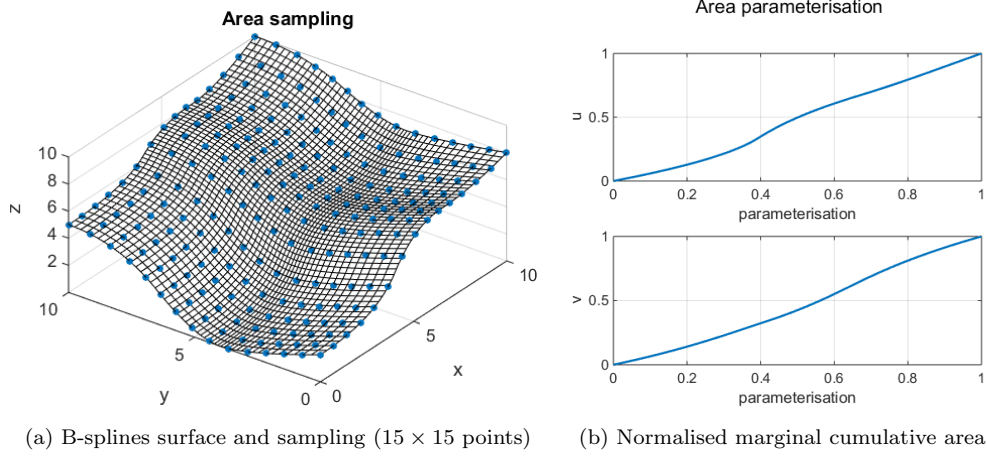 Area sampling
10
8
6
4
2
z
10
5
0
y
0
5
10
x
(a) B-splines surface and sampling (15 × 15 points)
Area parameterisation
1
0.5
0
u
0 0.2 0.4 0.6 0.8 1
parameterisation
1
0.5
0
v
0 0.2 0.4 0.6 0.8 1
parameterisation
(b) Normalised marginal cumulative area